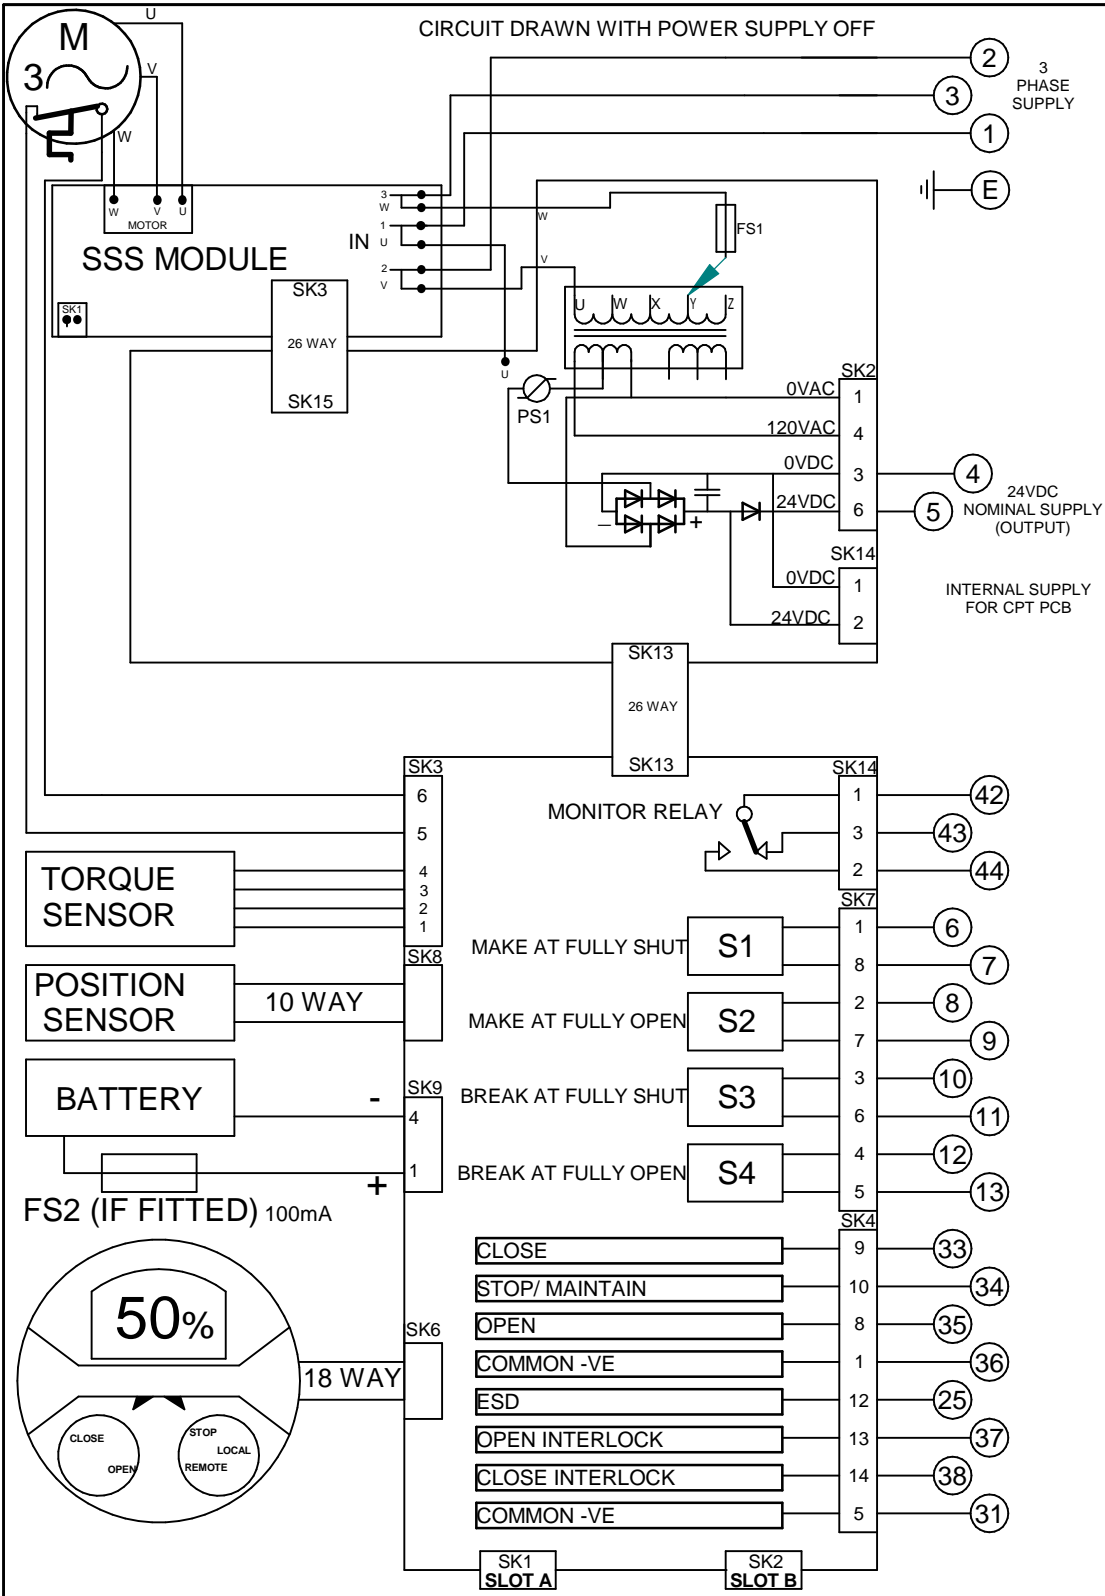 CIRCUIT DRAWN WITH POWER SUPPLY OFF
U
M
3
V
W
2
3
1
E
3
PHASE
SUPPLY
W V U
MOTOR
SSS MODULE
IN
3
W
1
U
2
V
W
V
U
FS1
U W X Y Z
SK1
SK3
26 WAY
SK15
PS1
SK2
0VAC 1
120VAC 4
0VDC 3 4
24VDC 6 5
24VDC
NOMINAL SUPPLY
(OUTPUT)
– +
SK14
0VDC 1
24VDC 2
INTERNAL SUPPLY
FOR CPT PCB
SK13
26 WAY
SK13
SK3
6
5
4
3
2
1
TORQUE
SENSOR
SK8
POSITION
SENSOR
10 WAY
SK9
BATTERY
- 4
1
+
FS2 (IF FITTED) 100mA
50%
CLOSE
OPEN
STOP
LOCAL
REMOTE
18 WAY
SK6
SK14
MONITOR RELAY
1 42
3 43
2 44
SK7
MAKE AT FULLY SHUT S1
1 6
8 7
MAKE AT FULLY OPEN S2
2 8
7 9
BREAK AT FULLY SHUT S3
3 10
6 11
BREAK AT FULLY OPEN S4
4 12
5 13
SK4
CLOSE 9 33
STOP/ MAINTAIN 10 34
OPEN 8 35
COMMON -VE 1 36
ESD 12 25
OPEN INTERLOCK 13 37
CLOSE INTERLOCK 14 38
COMMON -VE 5 31
SK1
SLOT A
SK2
SLOT B